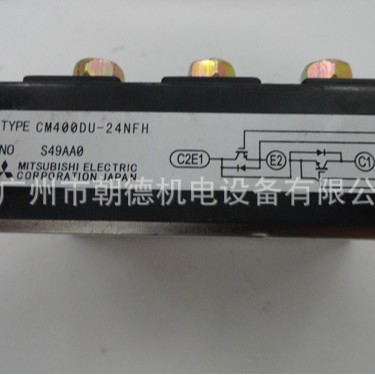 TYPE CM400DU-24NFH
NO S49AA0
MITSUBISHI ELECTRIC
CORPORATION JAPAN
C2E1 E2 C1
广州市朝德机电设备有限公